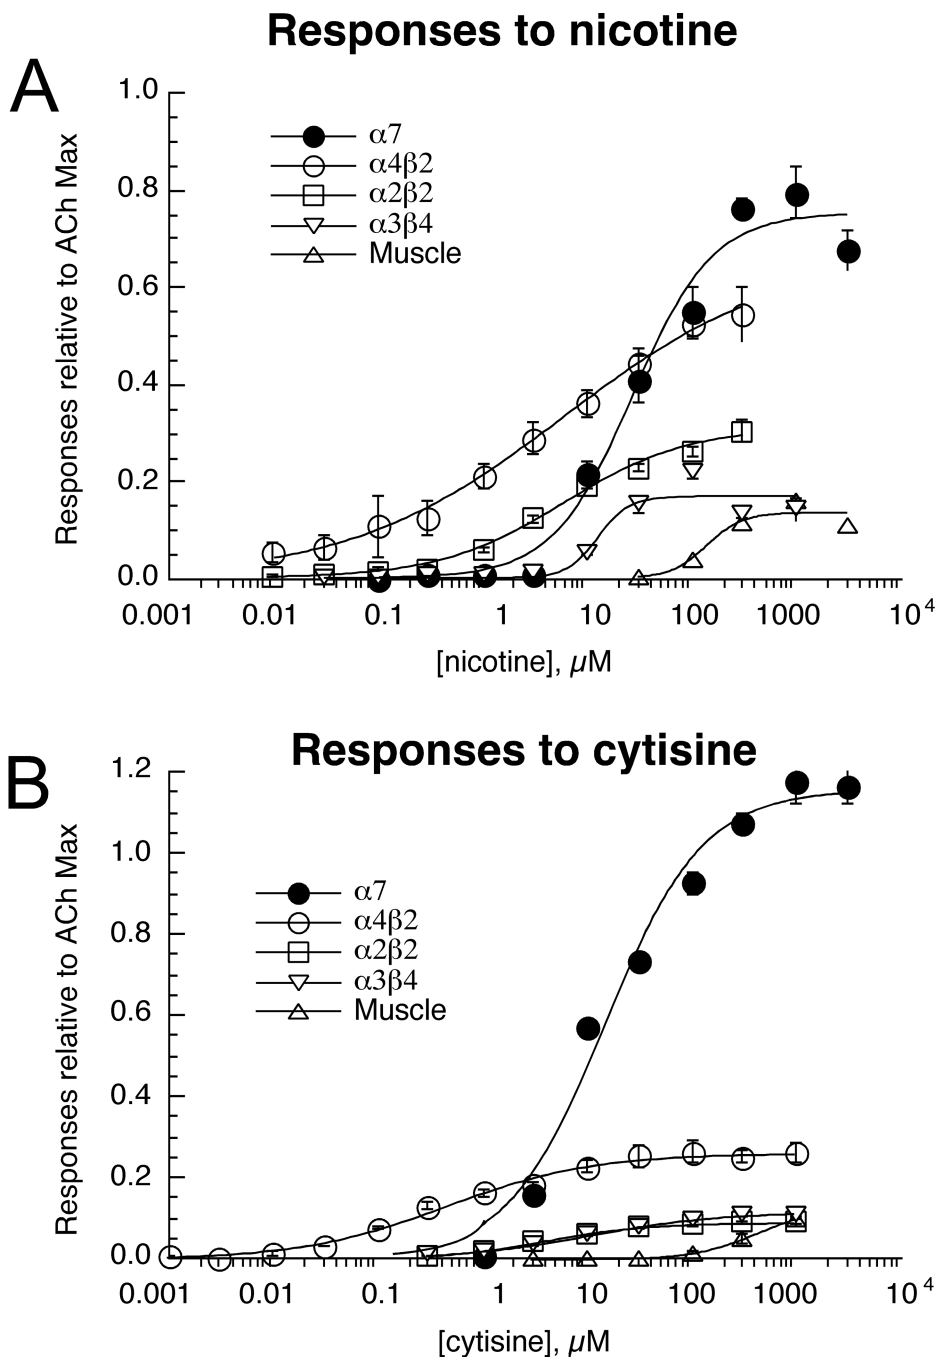 Responses to nicotine
A
Responses relative to ACh Max
1.0
0.8
0.6
0.4
0.2
0.0
α7
α4β2
α2β2
α3β4
Muscle
0.001 0.01 0.1 1 10 100 1000 10⁴
[nicotine], µM
Responses to cytisine
B
Responses relative to ACh Max
1.2
1.0
0.8
0.6
0.4
0.2
0.0
α7
α4β2
α2β2
α3β4
Muscle
0.001 0.01 0.1 1 10 100 1000 10⁴
[cytisine], µM